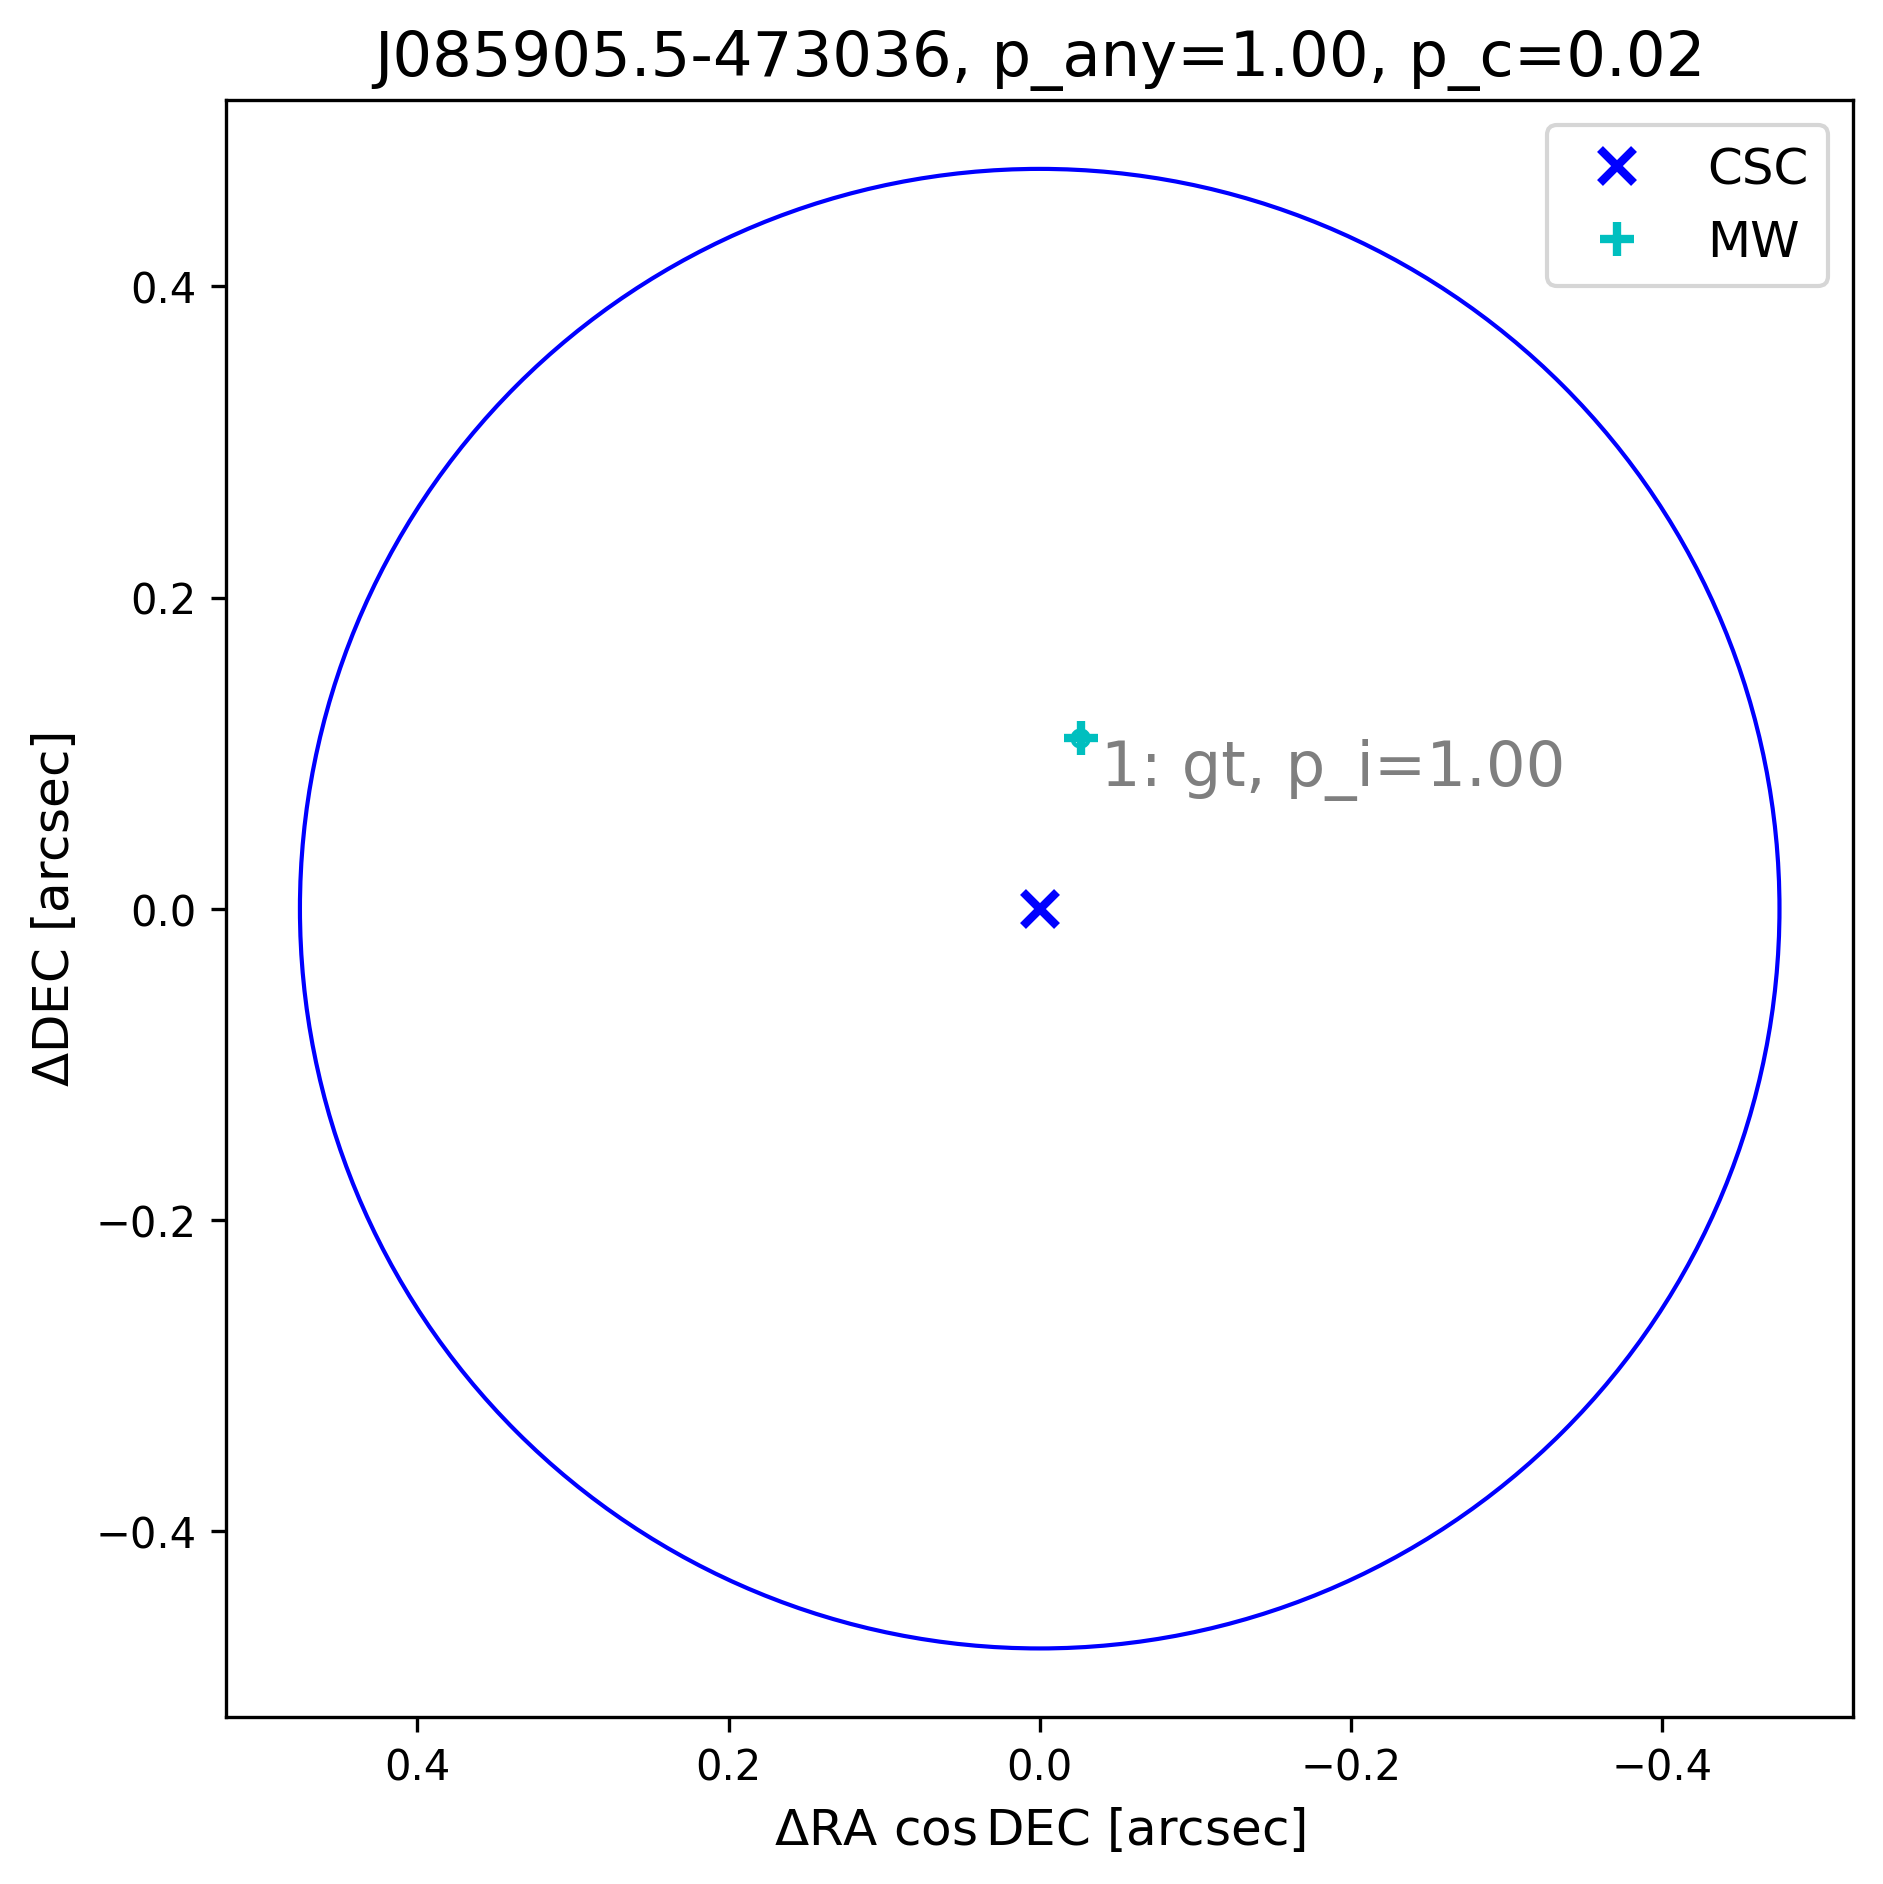 J085905.5-473036, p_any=1.00, p_c=0.02
CSC
MW
0.4
0.2
0.0
−0.2
−0.4
ΔDEC [arcsec]
1: gt, p_i=1.00
0.4
0.2
0.0
−0.2
−0.4
ΔRA cos DEC [arcsec]